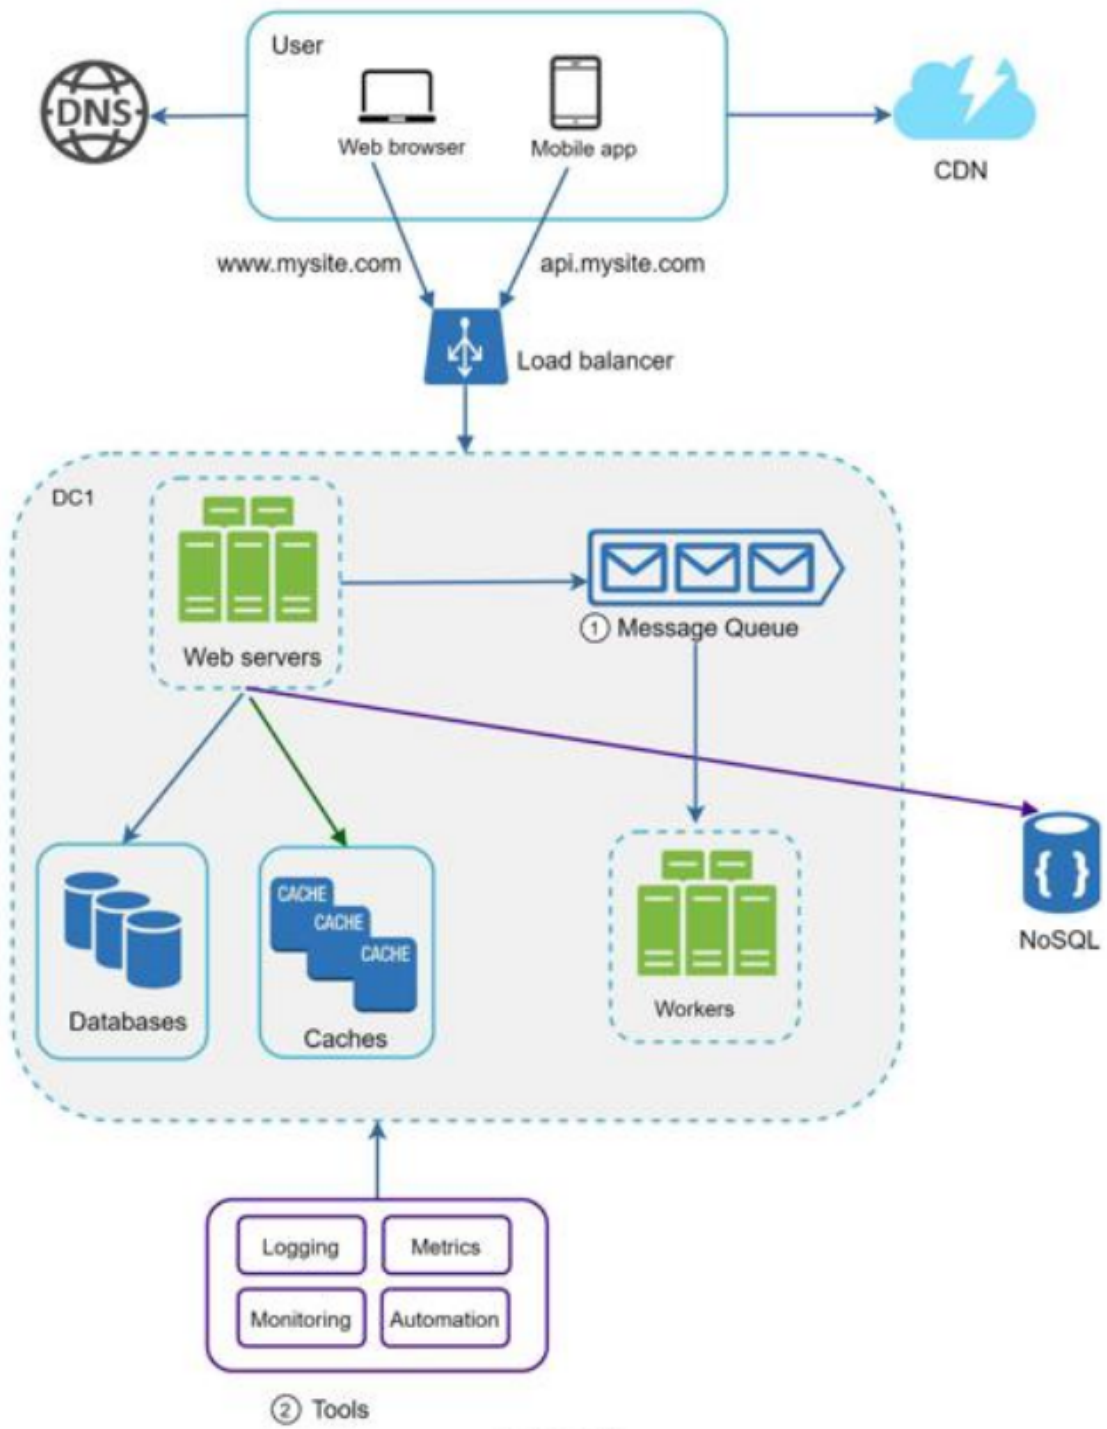 User
DNS
Web browser
Mobile app
CDN
www.mysite.com
api.mysite.com
Load balancer
DC1
① Message Queue
Web servers
CACHE
CACHE
CACHE
{ }
NoSQL
Databases
Caches
Workers
Logging
Metrics
Monitoring
Automation
② Tools